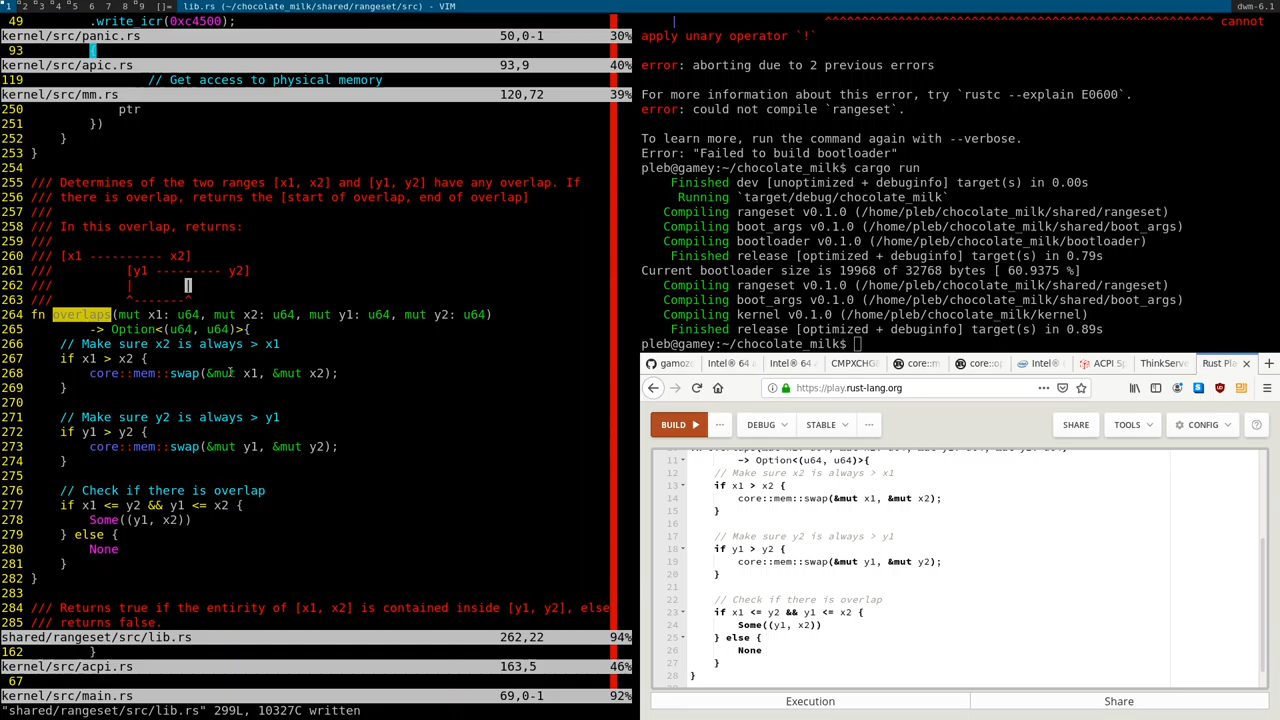 1 2 3 4 5 6 7 8 9 []= lib.rs (~/chocolate_milk/shared/rangeset/src) - VIM
dwm-6.1
49 .write_icr(0xc4500);
kernel/src/panic.rs 50,0-1 30%
93 {
kernel/src/apic.rs 93,9 40%
119 // Get access to physical memory
kernel/src/mm.rs 120,72 39%
250 ptr
251 })
252 }
253 }
254
255 /// Determines of the two ranges [x1, x2] and [y1, y2] have any overlap. If
256 /// there is overlap, returns the [start of overlap, end of overlap]
257 ///
258 /// In this overlap, returns:
259 ///
260 /// [x1 ---------- x2]
261 /// [y1 --------- y2]
262 /// | |
263 /// ^-------^
264 fn overlaps(mut x1: u64, mut x2: u64, mut y1: u64, mut y2: u64)
265 -> Option<(u64, u64)>{
266 // Make sure x2 is always > x1
267 if x1 > x2 {
268 core::mem::swap(&mut x1, &mut x2);
269 }
270
271 // Make sure y2 is always > y1
272 if y1 > y2 {
273 core::mem::swap(&mut y1, &mut y2);
274 }
275
276 // Check if there is overlap
277 if x1 <= y2 && y1 <= x2 {
278 Some((y1, x2))
279 } else {
280 None
281 }
282 }
283
284 /// Returns true if the entirity of [x1, x2] is contained inside [y1, y2], else
285 /// returns false.
shared/rangeset/src/lib.rs 262,22 94%
162 }
kernel/src/acpi.rs 163,5 46%
67
kernel/src/main.rs 69,0-1 92%
"shared/rangeset/src/lib.rs" 299L, 10327C written
| ^^^^^^^^^^^^^^^^^^^^^^^^^^^^^^^^^^^^^^^^^^^^^^^^^^^^^ cannot
apply unary operator `!`
error: aborting due to 2 previous errors
For more information about this error, try `rustc --explain E0600`.
error: could not compile `rangeset`.
To learn more, run the command again with --verbose.
Error: "Failed to build bootloader"
pleb@gamey:~/chocolate_milk$ cargo run
Finished dev [unoptimized + debuginfo] target(s) in 0.00s
Running `target/debug/chocolate_milk`
Compiling rangeset v0.1.0 (/home/pleb/chocolate_milk/shared/rangeset)
Compiling boot_args v0.1.0 (/home/pleb/chocolate_milk/shared/boot_args)
Compiling bootloader v0.1.0 (/home/pleb/chocolate_milk/bootloader)
Finished release [optimized + debuginfo] target(s) in 0.79s
Current bootloader size is 19968 of 32768 bytes [ 60.9375 %]
Compiling rangeset v0.1.0 (/home/pleb/chocolate_milk/shared/rangeset)
Compiling boot_args v0.1.0 (/home/pleb/chocolate_milk/shared/boot_args)
Compiling kernel v0.1.0 (/home/pleb/chocolate_milk/kernel)
Finished release [optimized + debuginfo] target(s) in 0.89s
pleb@gamey:~/chocolate_milk$
gamozo Intel® 64 a Intel® 64 a CMPXCHG core::m core::op Intel® ( ACPI Sp ThinkServe Rust Pla
https://play.rust-lang.org
BUILD DEBUG STABLE SHARE TOOLS CONFIG
11 -> Option<(u64, u64)>{
12 // Make sure x2 is always > x1
13 if x1 > x2 {
14 core::mem::swap(&mut x1, &mut x2);
15 }
16
17 // Make sure y2 is always > y1
18 if y1 > y2 {
19 core::mem::swap(&mut y1, &mut y2);
20 }
21
22 // Check if there is overlap
23 if x1 <= y2 && y1 <= x2 {
24 Some((y1, x2))
25 } else {
26 None
27 }
28 }
Execution Share